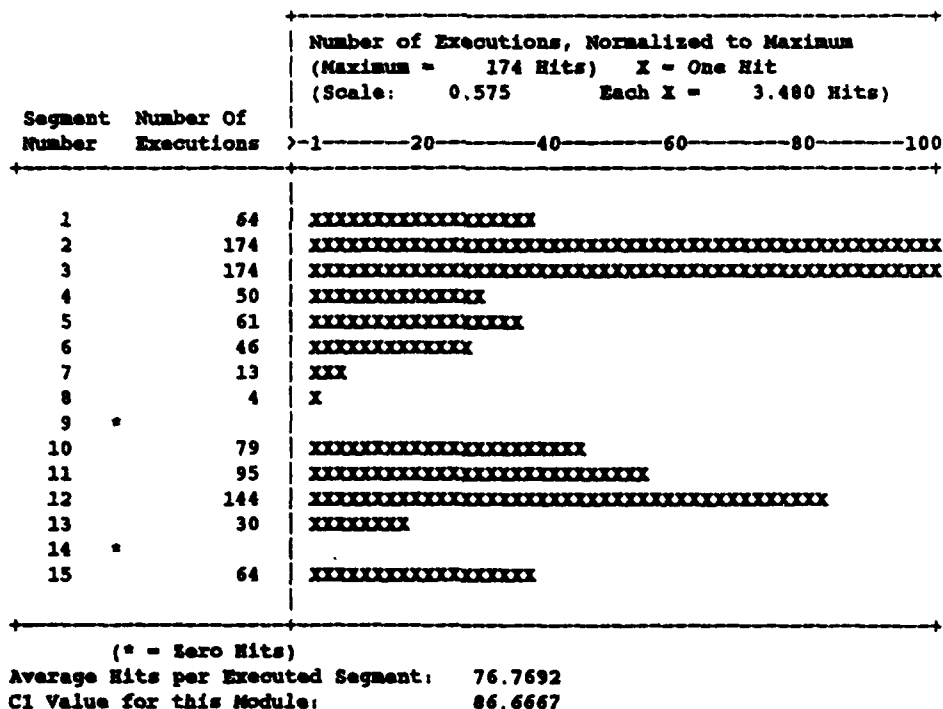 Number of Executions, Normalized to Maximum
(Maximum = 174 Hits) X = One Hit
(Scale: 0.575 Each X = 3.480 Hits)
Segment Number Of
Number Executions >-1-------20--------40--------60--------80-------100
1 64 XXXXXXXXXXXXXXXXXX
2 174 XXXXXXXXXXXXXXXXXXXXXXXXXXXXXXXXXXXXXXXXXXXXXXXXXX
3 174 XXXXXXXXXXXXXXXXXXXXXXXXXXXXXXXXXXXXXXXXXXXXXXXXXX
4 50 XXXXXXXXXXXXXX
5 61 XXXXXXXXXXXXXXXXX
6 46 XXXXXXXXXXXXX
7 13 XXX
8 4 X
9 *
10 79 XXXXXXXXXXXXXXXXXXXXXX
11 95 XXXXXXXXXXXXXXXXXXXXXXXXXXX
12 144 XXXXXXXXXXXXXXXXXXXXXXXXXXXXXXXXXXXXXXXXX
13 30 XXXXXXXX
14 *
15 64 XXXXXXXXXXXXXXXXXX
(* = Zero Hits)
Average Hits per Executed Segment: 76.7692
C1 Value for this Module: 86.6667